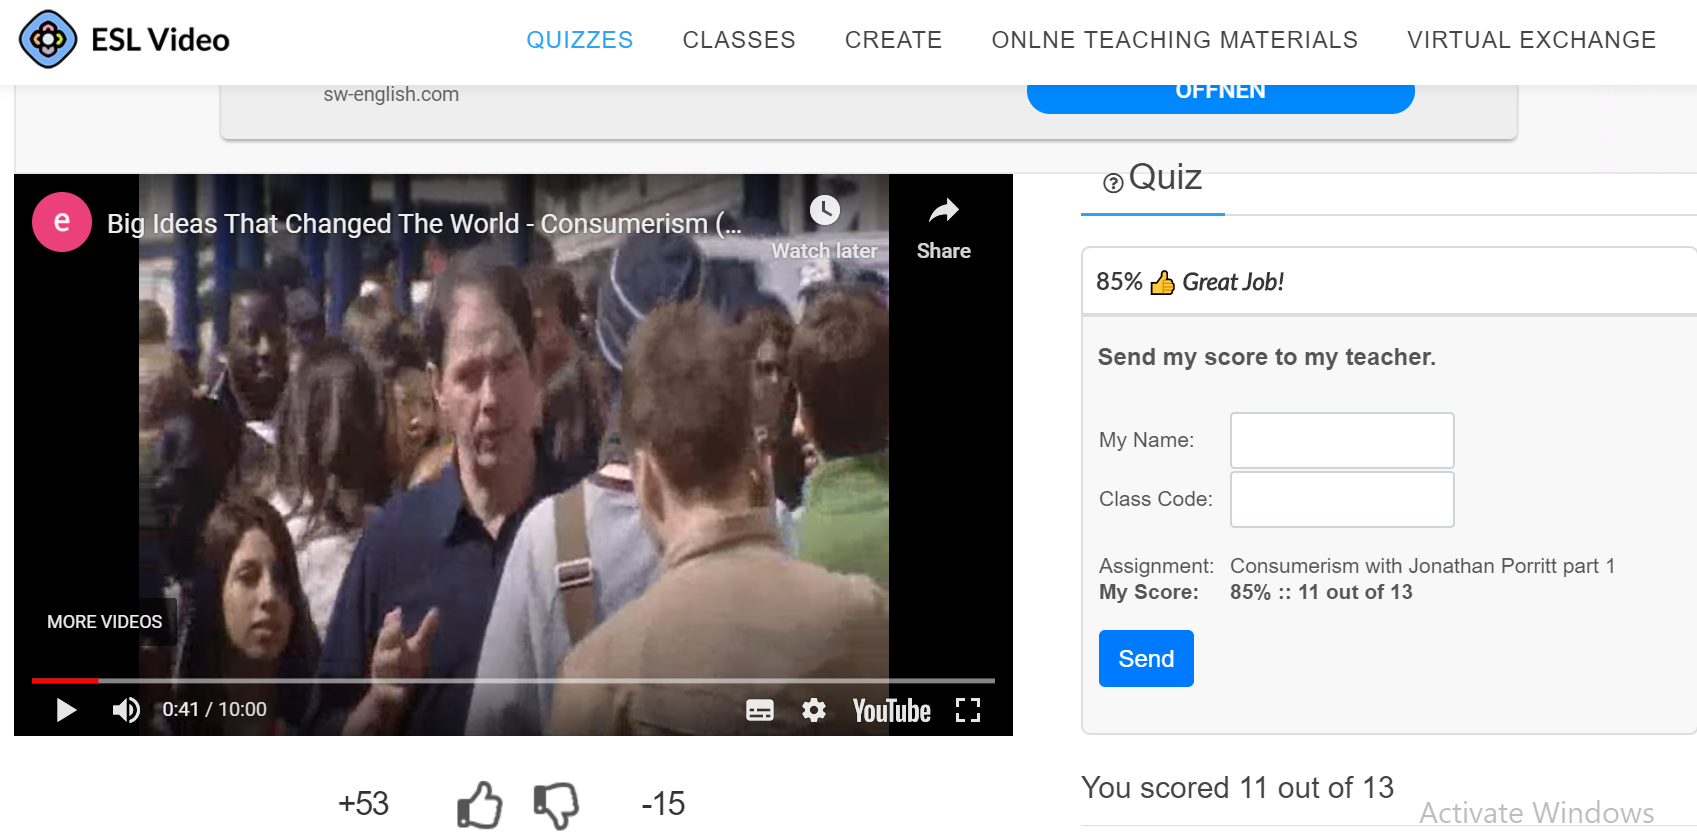 ESL Video
QUIZZES
CLASSES
CREATE
ONLNE TEACHING MATERIALS
VIRTUAL EXCHANGE
sw-english.com
ÖFFNEN
e
Big Ideas That Changed The World - Consumerism (...
Watch later
Share
MORE VIDEOS
0:41 / 10:00
YouTube
+53
-15
? Quiz
85% 👍 Great Job!
Send my score to my teacher.
My Name:
Class Code:
Assignment: Consumerism with Jonathan Porritt part 1
My Score: 85% :: 11 out of 13
Send
You scored 11 out of 13
Activate Windows